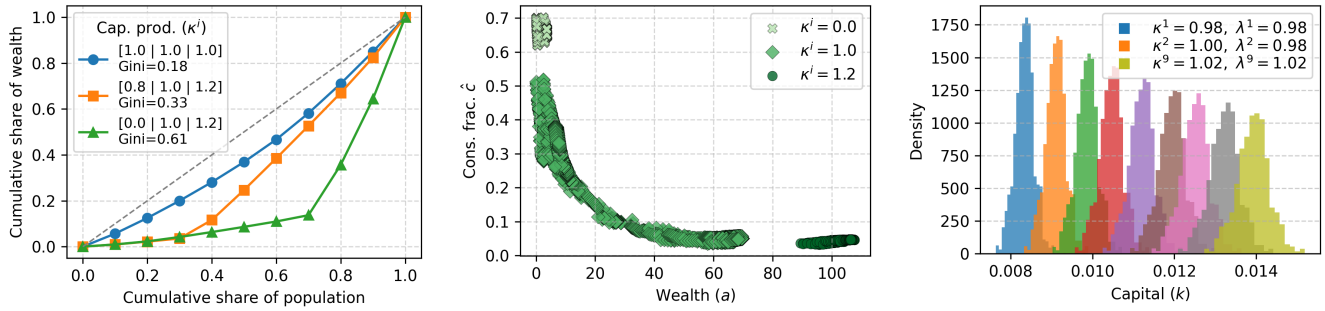 Cumulative share of wealth
1.0
0.8
0.6
0.4
0.2
0.0
Cap. prod. (κⁱ)
[1.0 | 1.0 | 1.0]
Gini=0.18
[0.8 | 1.0 | 1.2]
Gini=0.33
[0.0 | 1.0 | 1.2]
Gini=0.61
0.0 0.2 0.4 0.6 0.8 1.0
Cumulative share of population
Cons. frac. ĉ
0.7
0.6
0.5
0.4
0.3
0.2
0.1
0.0
κⁱ = 0.0
κⁱ = 1.0
κⁱ = 1.2
0 20 40 60 80 100
Wealth (a)
Density
1750
1500
1250
1000
750
500
250
0
κ¹ = 0.98, λ¹ = 0.98
κ² = 1.00, λ² = 0.98
κ⁹ = 1.02, λ⁹ = 1.02
0.008 0.010 0.012 0.014
Capital (k)